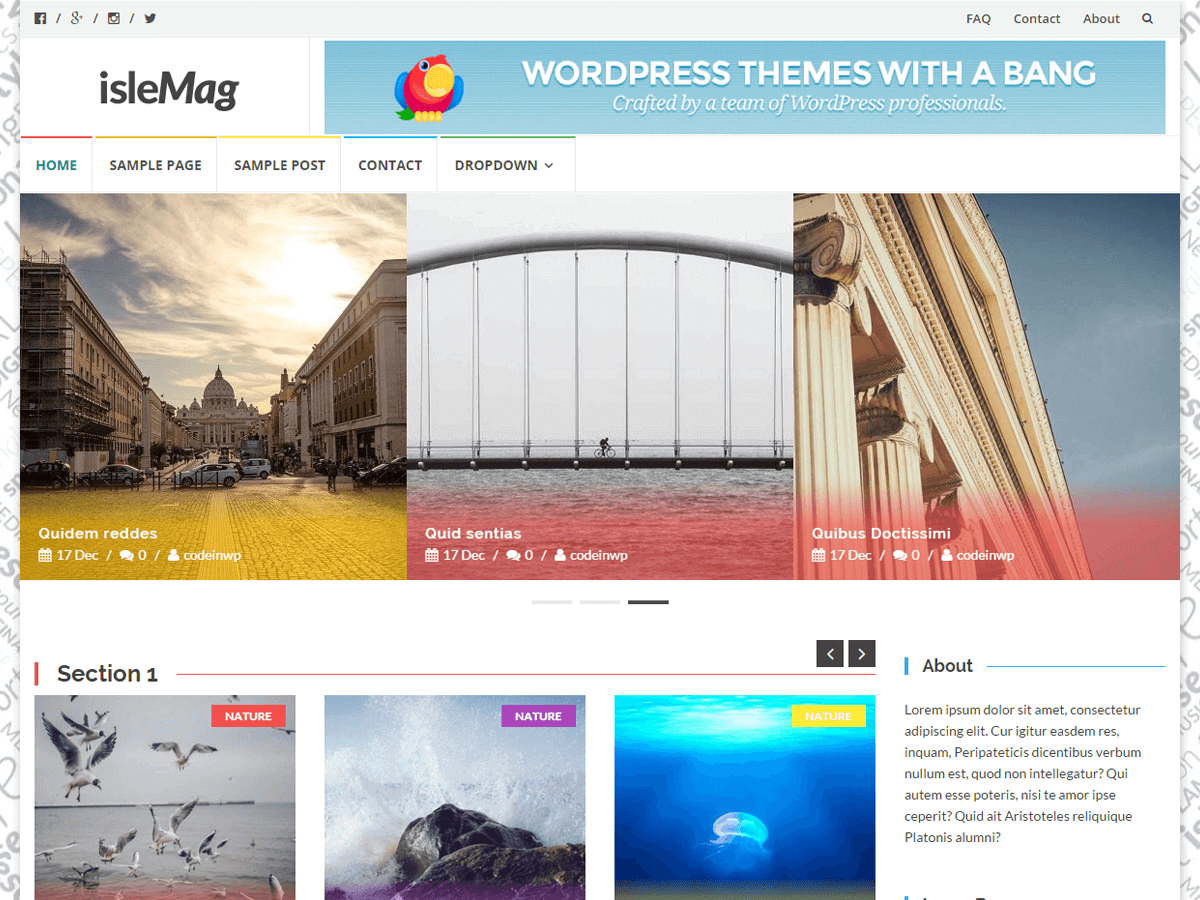 / / /
FAQ Contact About
isleMag
WORDPRESS THEMES WITH A BANG
Crafted by a team of WordPress professionals.
HOME SAMPLE PAGE SAMPLE POST CONTACT DROPDOWN
Quidem reddes
17 Dec / 0 / codeinwp
Quid sentias
17 Dec / 0 / codeinwp
Quibus Doctissimi
17 Dec / 0 / codeinwp
Section 1
NATURE
NATURE
NATURE
About
Lorem ipsum dolor sit amet, consectetur
adipiscing elit. Cur igitur easdem res,
inquam, Peripateticis dicentibus verbum
nullum est, quod non intellegatur? Qui
autem esse poteris, nisi te amor ipse
ceperit? Quid ait Aristoteles reliquique
Platonis alumni?